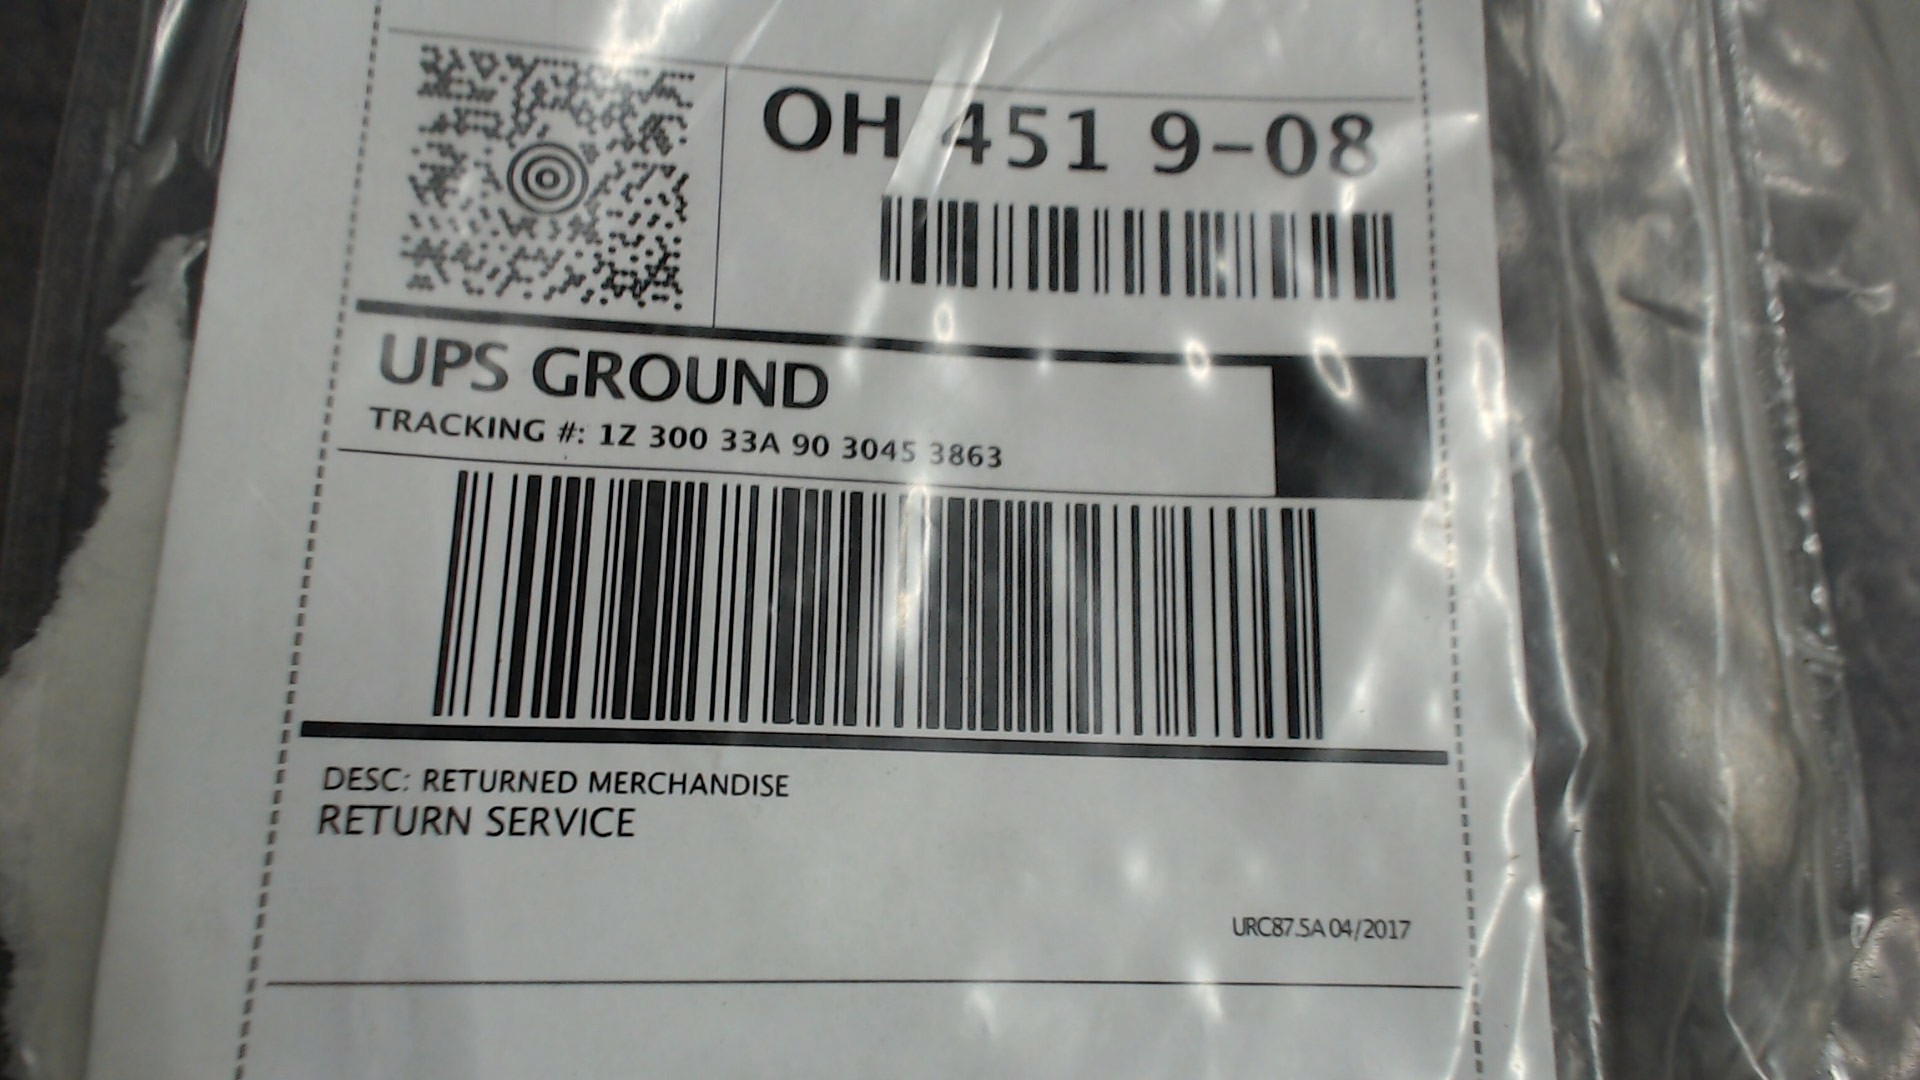 OH 451 9-08
UPS GROUND
TRACKING #: 1Z 300 33A 90 3045 3863
DESC: RETURNED MERCHANDISE
RETURN SERVICE
URC87.5A 04/2017